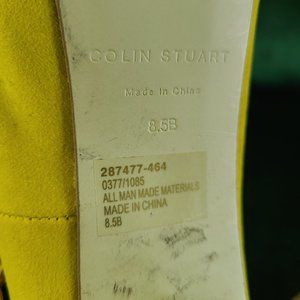 COLIN STUART
Made in China
8.5B
287477-464
0377/1085
ALL MAN MADE MATERIALS
MADE IN CHINA
8.5B